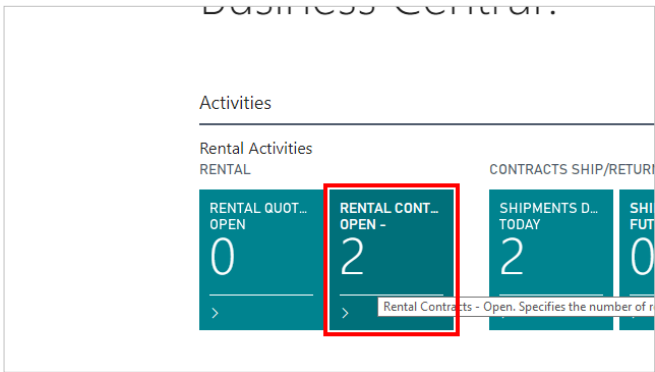 Business Central.
Activities
Rental Activities
RENTAL
CONTRACTS SHIP/RETURN
RENTAL QUOT...
OPEN
0
>
RENTAL CONT...
OPEN -
2
>
SHIPMENTS D...
TODAY
2
SHI
FUT
0
Rental Contracts - Open. Specifies the number of r